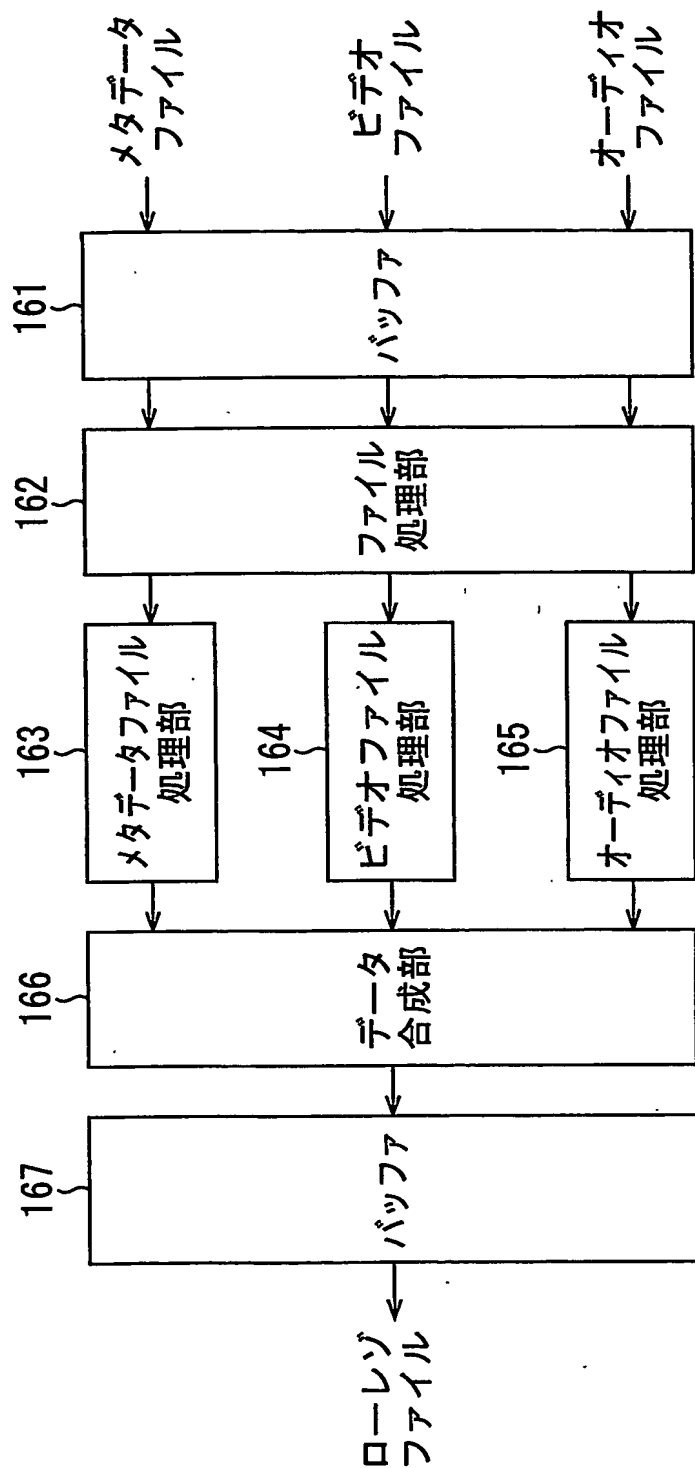 161
162
163
164
165
166
167
メタデータ
ファイル
ビデオ
ファイル
オーディオ
ファイル
バッファ
ファイル
処理部
メタデータファイル
処理部
ビデオファイル
処理部
オーディオファイル
処理部
データ
合成部
バッファ
ローレゾ
ファイル